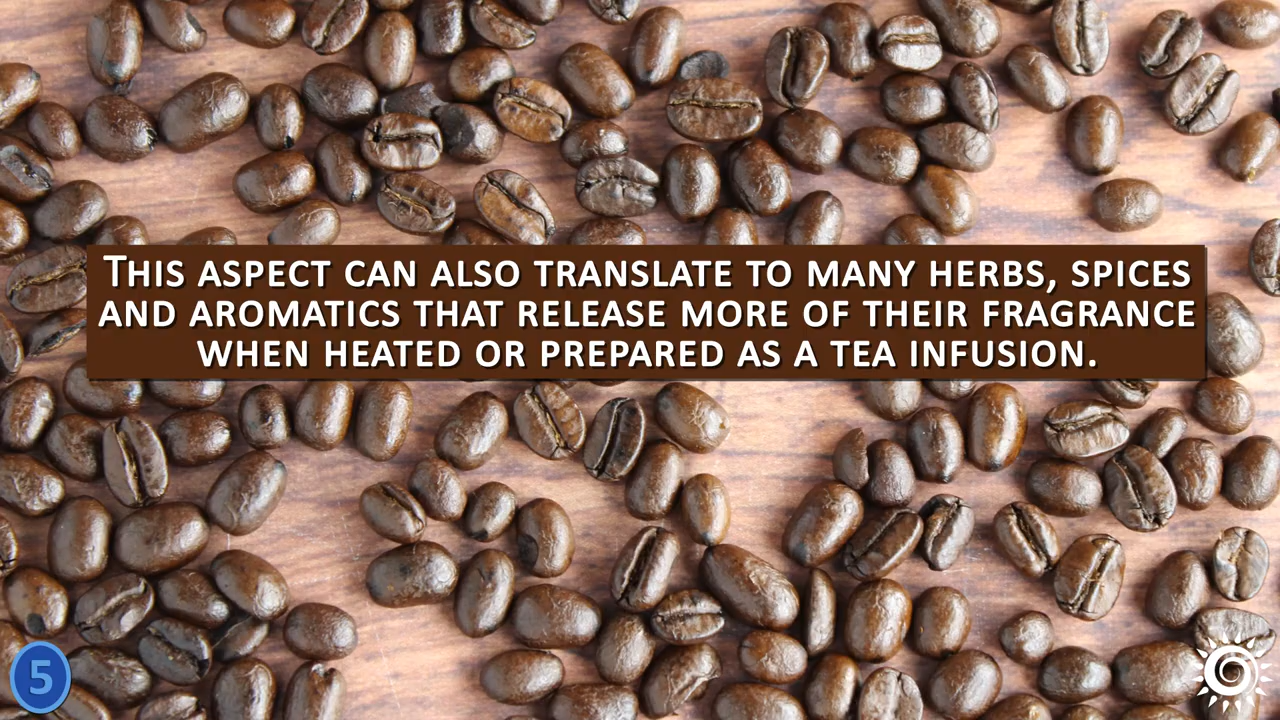 This aspect can also translate to many herbs, spices
and aromatics that release more of their fragrance
when heated or prepared as a tea infusion.
5